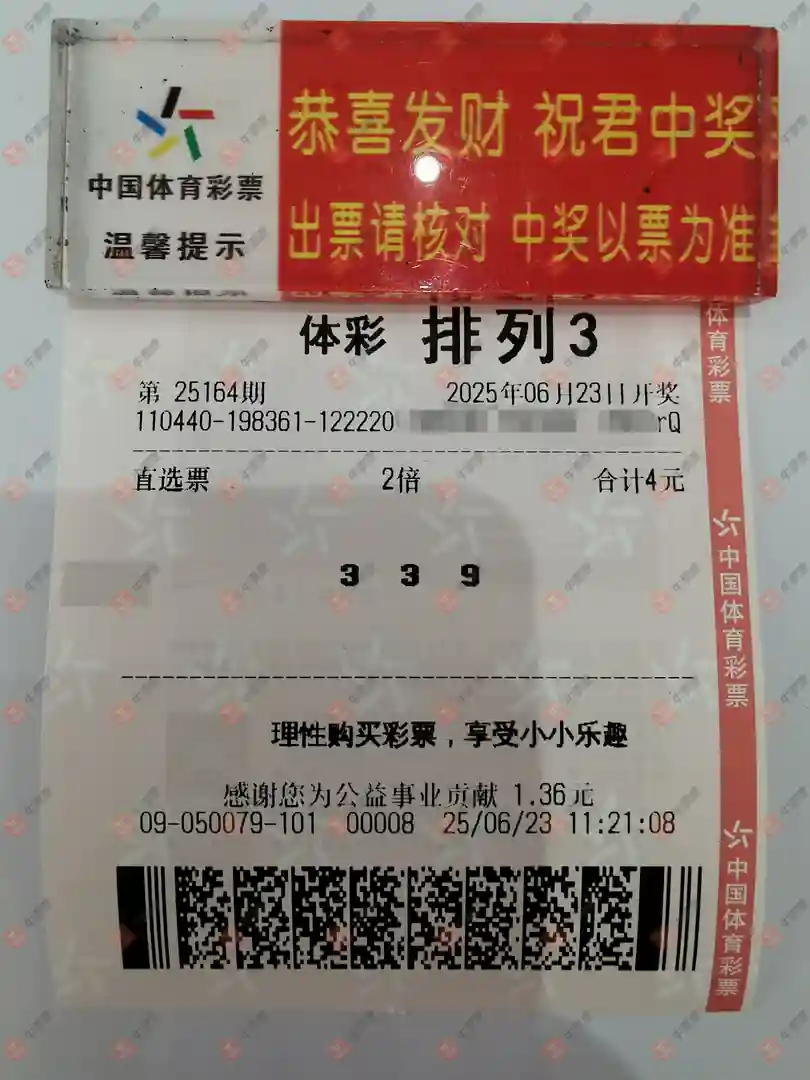 中国体育彩票
温馨提示
恭喜发财 祝君中奖
出票请核对 中奖以票为准
体彩 排列3
第 25164期 2025年06月23日开奖
110440-198361-122220 rQ
直选票 2倍 合计4元
3 3 9
理性购买彩票，享受小小乐趣
感谢您为公益事业贡献 1.36元
09-050079-101 00008 25/06/23 11:21:08
体育彩票
中国体育彩票
中国体育彩票